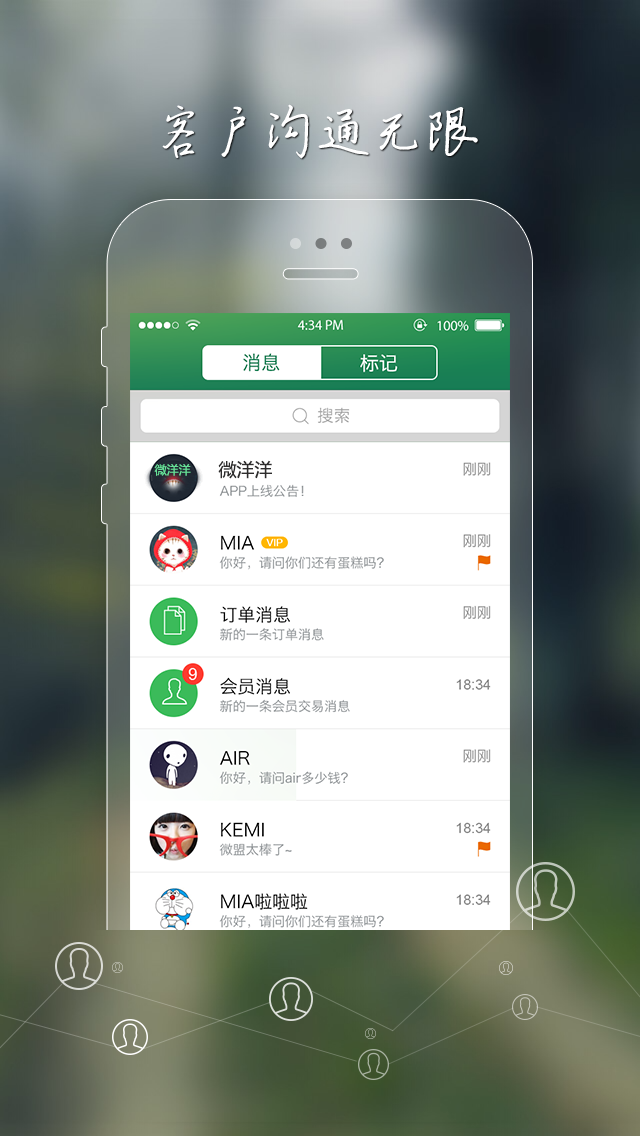 客户沟通无限
4:34 PM 100%
消息 标记
搜索
微洋洋
微洋洋 刚刚
APP上线公告!
MIA VIP 刚刚
你好，请问你们还有蛋糕吗?
订单消息 刚刚
新的一条订单消息
9
会员消息 18:34
新的一条会员交易消息
AIR 刚刚
你好，请问air多少钱?
KEMI 18:34
微盟太棒了~
MIA啦啦啦 18:34
你好，请问你们还有蛋糕吗?